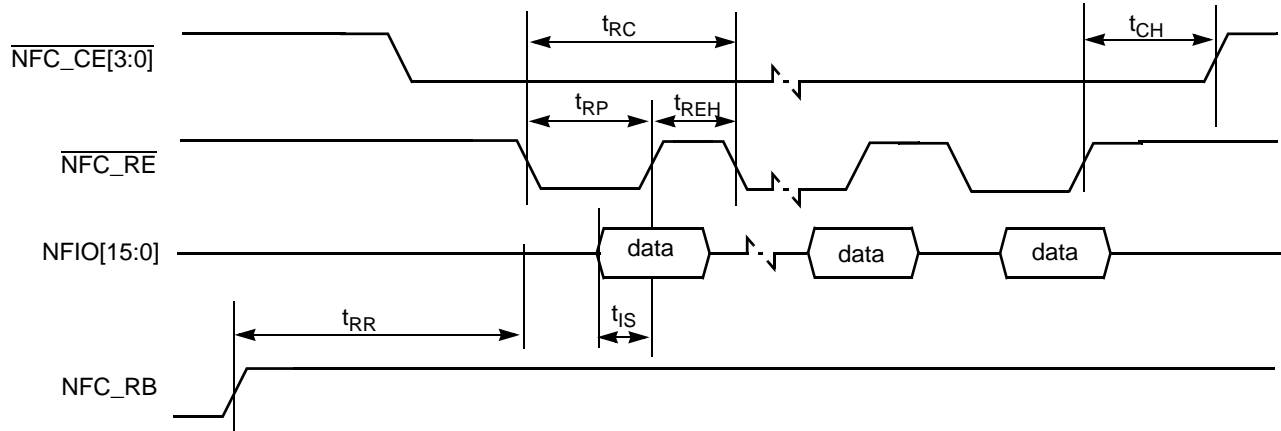 tRC
tCH
NFC_CE[3:0]
tRP
tREH
NFC_RE
NFIO[15:0]
data
data
data
tRR
tIS
NFC_RB